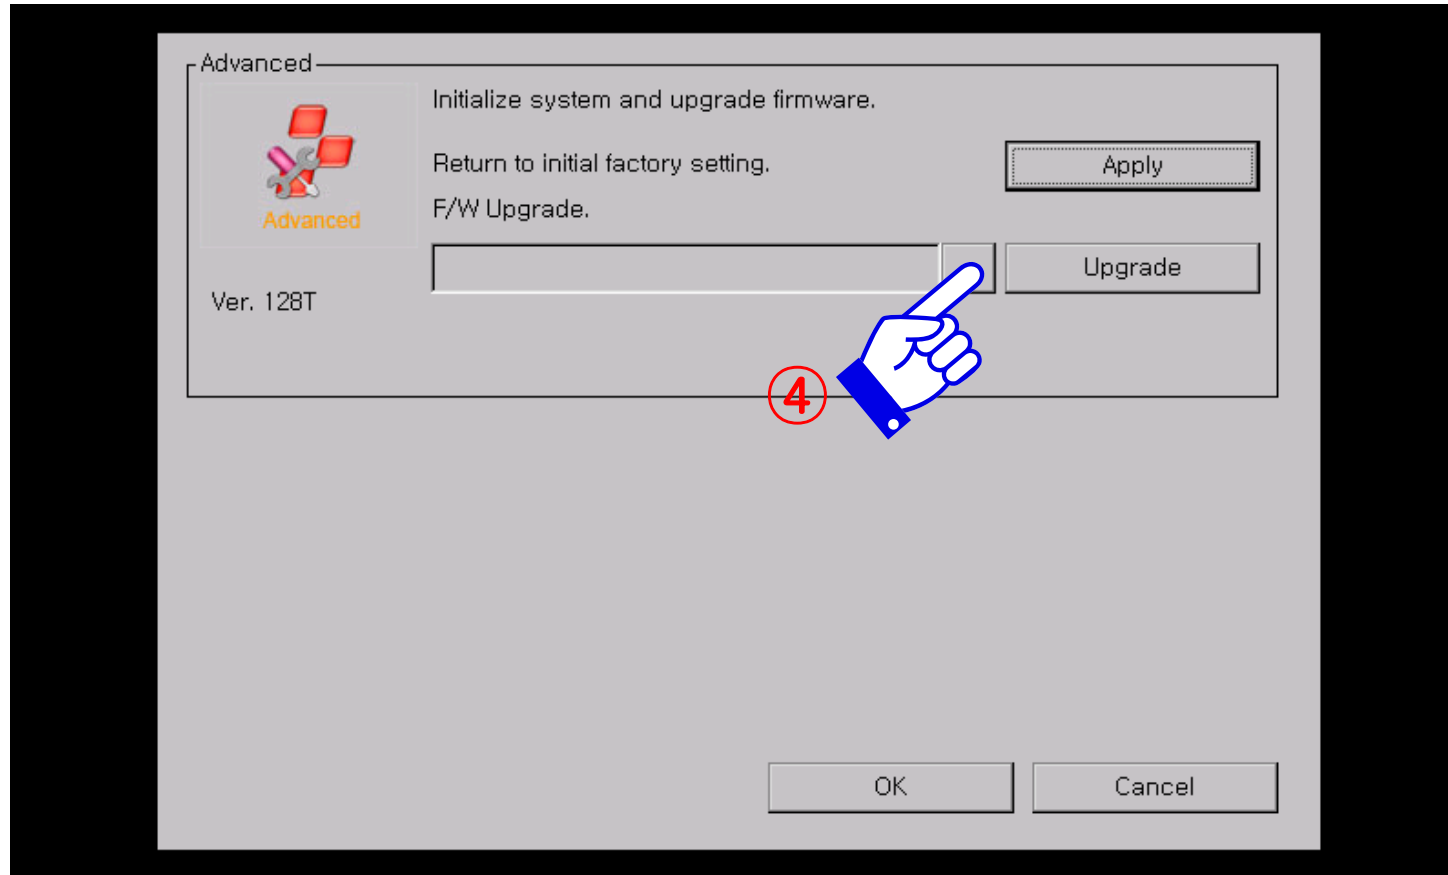 Advanced
Initialize system and upgrade firmware.
Return to initial factory setting.
Apply
Advanced
F/W Upgrade.
Upgrade
Ver. 128T
④
OK
Cancel